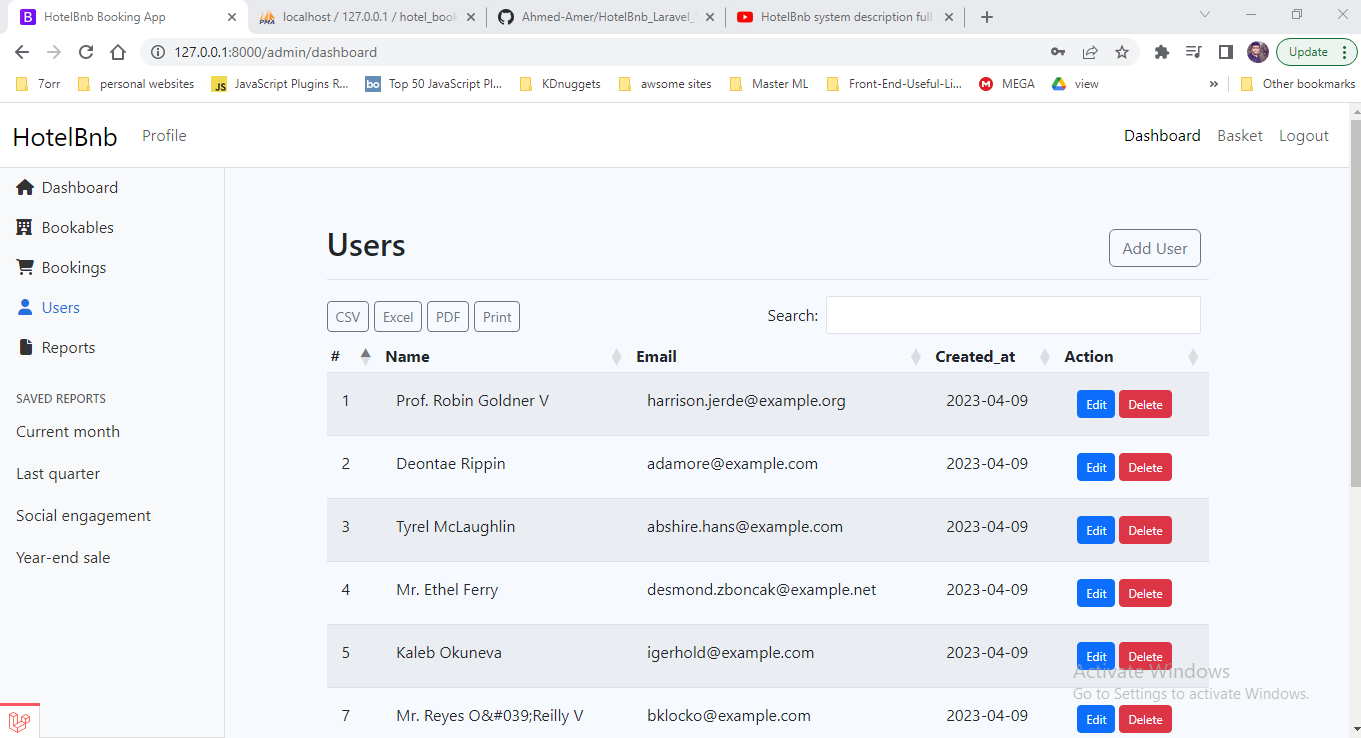 HotelBnb Booking App
localhost / 127.0.0.1 / hotel_book
Ahmed-Amer/HotelBnb_Laravel_
HotelBnb system description full
127.0.0.1:8000/admin/dashboard
Update
7orr
personal websites
JS
JavaScript Plugins R...
bo
Top 50 JavaScript Pl...
KDnuggets
awsome sites
Master ML
Front-End-Useful-Li...
M
MEGA
view
»
Other bookmarks
HotelBnb
Profile
Dashboard
Basket
Logout
Dashboard
Bookables
Bookings
Users
Reports
SAVED REPORTS
Current month
Last quarter
Social engagement
Year-end sale
Users
Add User
CSV
Excel
PDF
Print
Search:
# Name Email Created_at Action
1 Prof. Robin Goldner V harrison.jerde@example.org 2023-04-09 Edit Delete
2 Deontae Rippin adamore@example.com 2023-04-09 Edit Delete
3 Tyrel McLaughlin abshire.hans@example.com 2023-04-09 Edit Delete
4 Mr. Ethel Ferry desmond.zboncak@example.net 2023-04-09 Edit Delete
5 Kaleb Okuneva igerhold@example.com 2023-04-09 Edit Delete
7 Mr. Reyes O&#039;Reilly V bklocko@example.com 2023-04-09 Edit Delete
Activate Windows
Go to Settings to activate Windows.